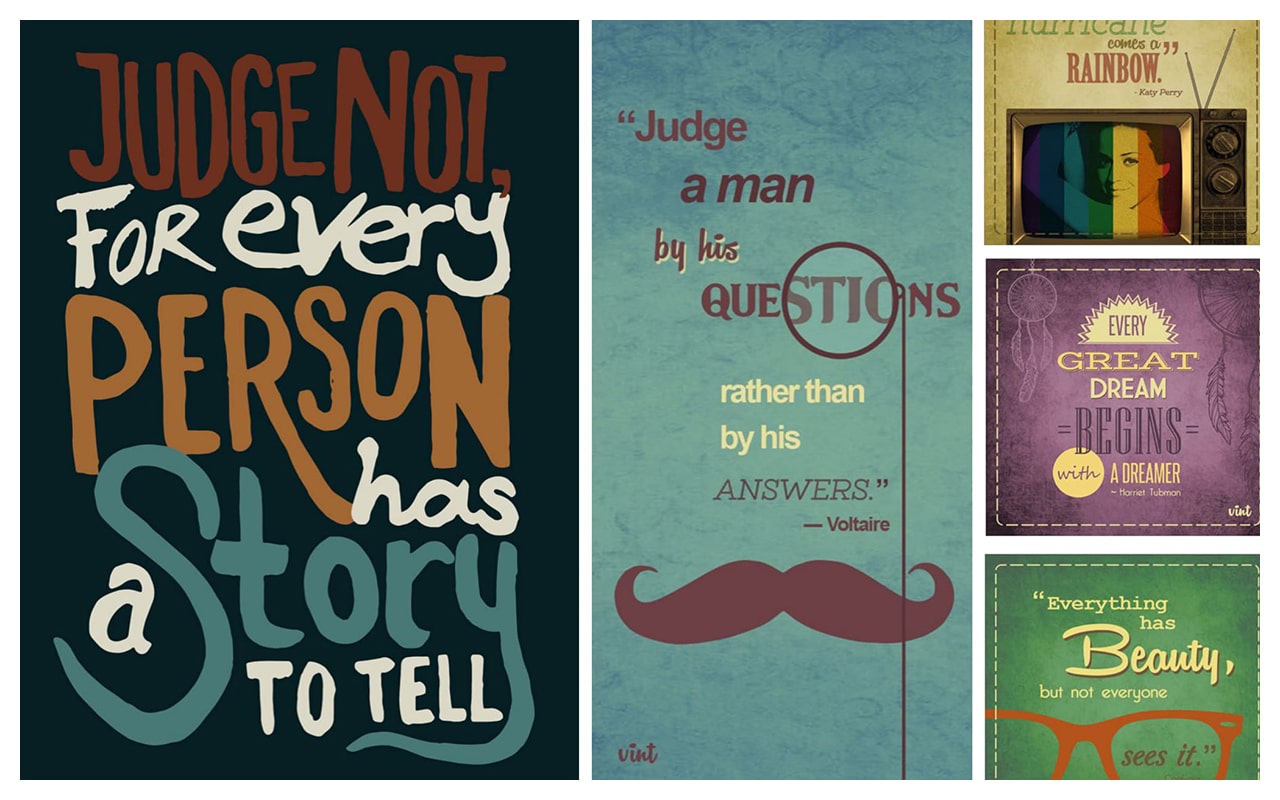 JUDGE NOT,
FOR every
PERSON
has
a Story
TO TELL
“Judge
a man
by his
QUESTIONS
rather than
by his
ANSWERS.”
— Voltaire
vint
hurricane
comes a
RAINBOW.”
- Katy Perry
EVERY
GREAT
DREAM
=BEGINS=
with A DREAMER
~ Harriet Tubman
vint
“Everything
has
Beauty,
but not everyone
sees it.”